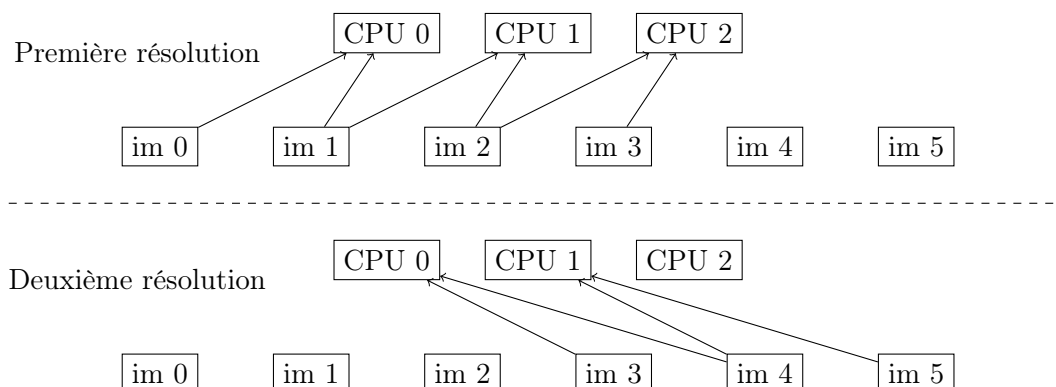 CPU 0 CPU 1 CPU 2
Première résolution
im 0 im 1 im 2 im 3 im 4 im 5
CPU 0 CPU 1 CPU 2
Deuxième résolution
im 0 im 1 im 2 im 3 im 4 im 5